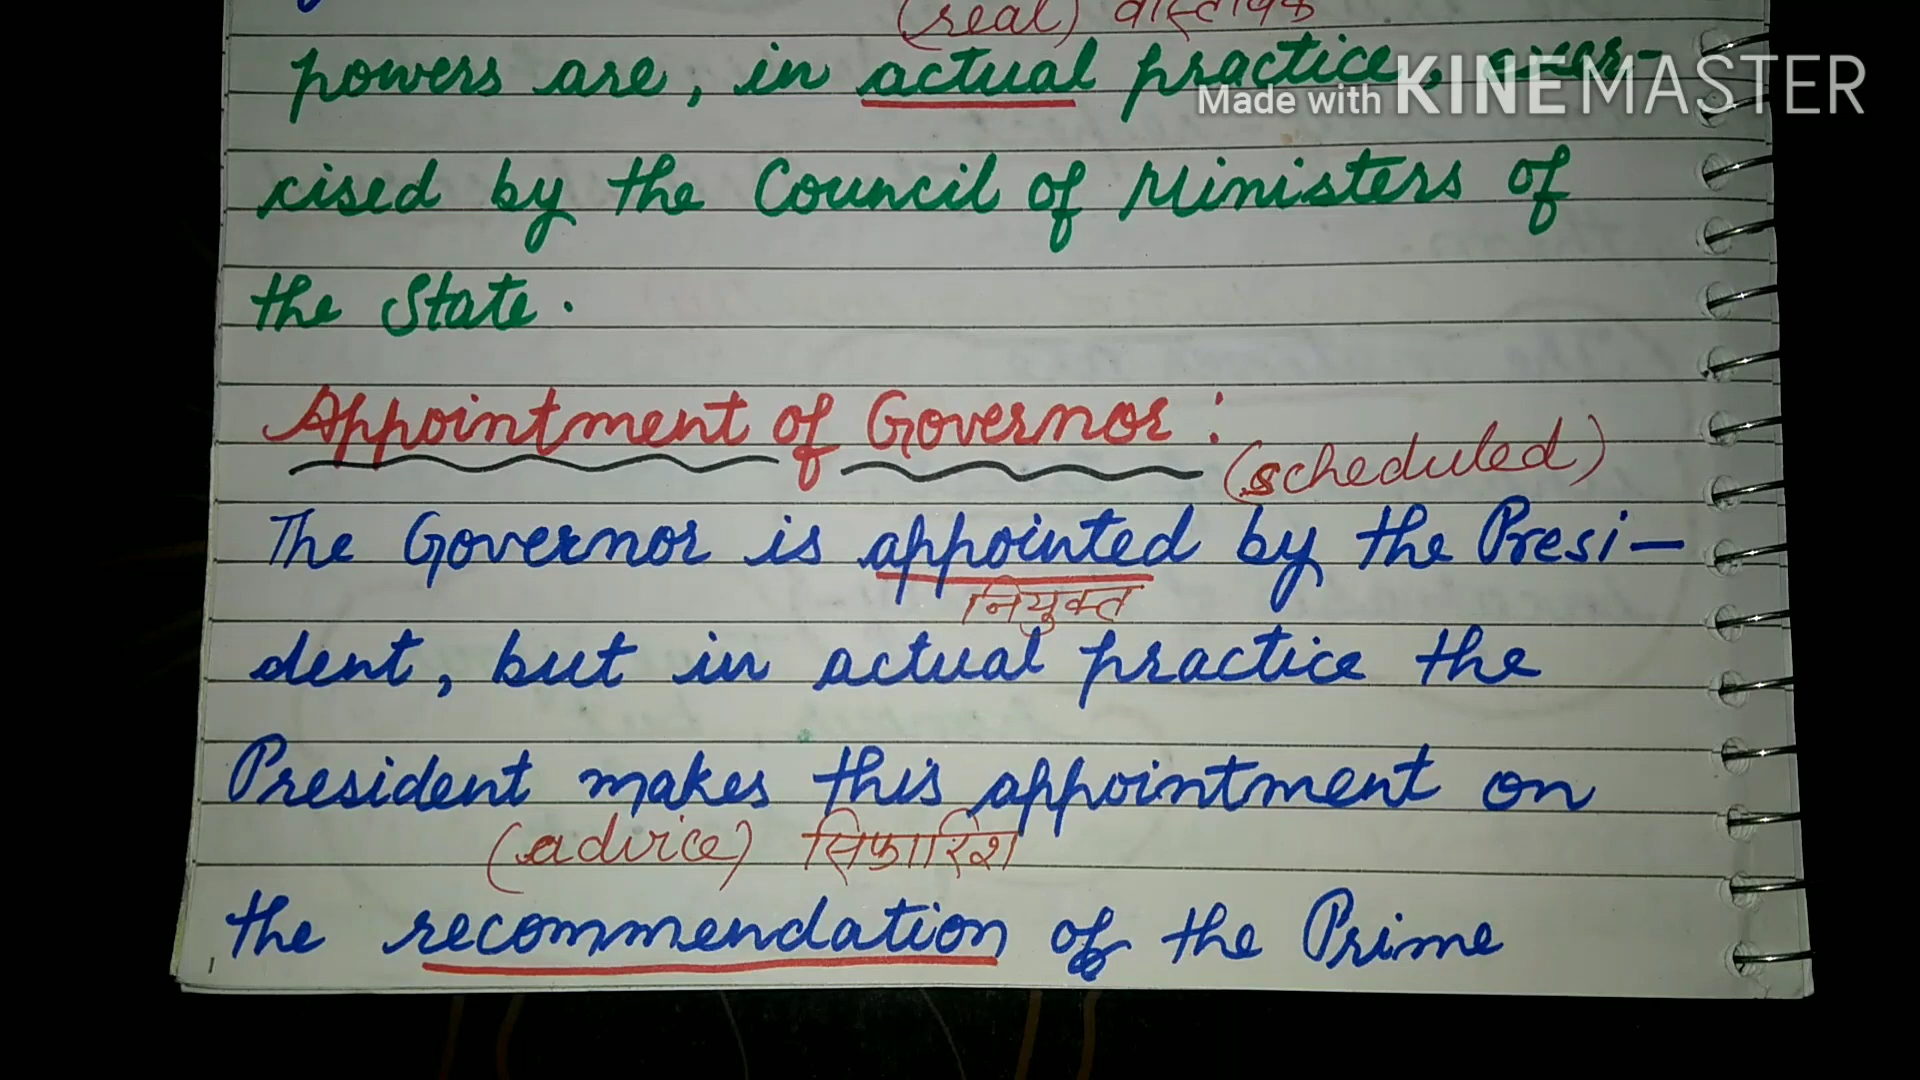 (real) वास्तविक
powers are, in actual practice, exer-
Made with KINEMASTER
cised by the Council of Ministers of
the State.
Appointment of Governor:
(scheduled)
The Governor is appointed by the Presi-
नियुक्त
dent, but in actual practice the
President makes this appointment on
(advice) सिफारिश
the recommendation of the Prime